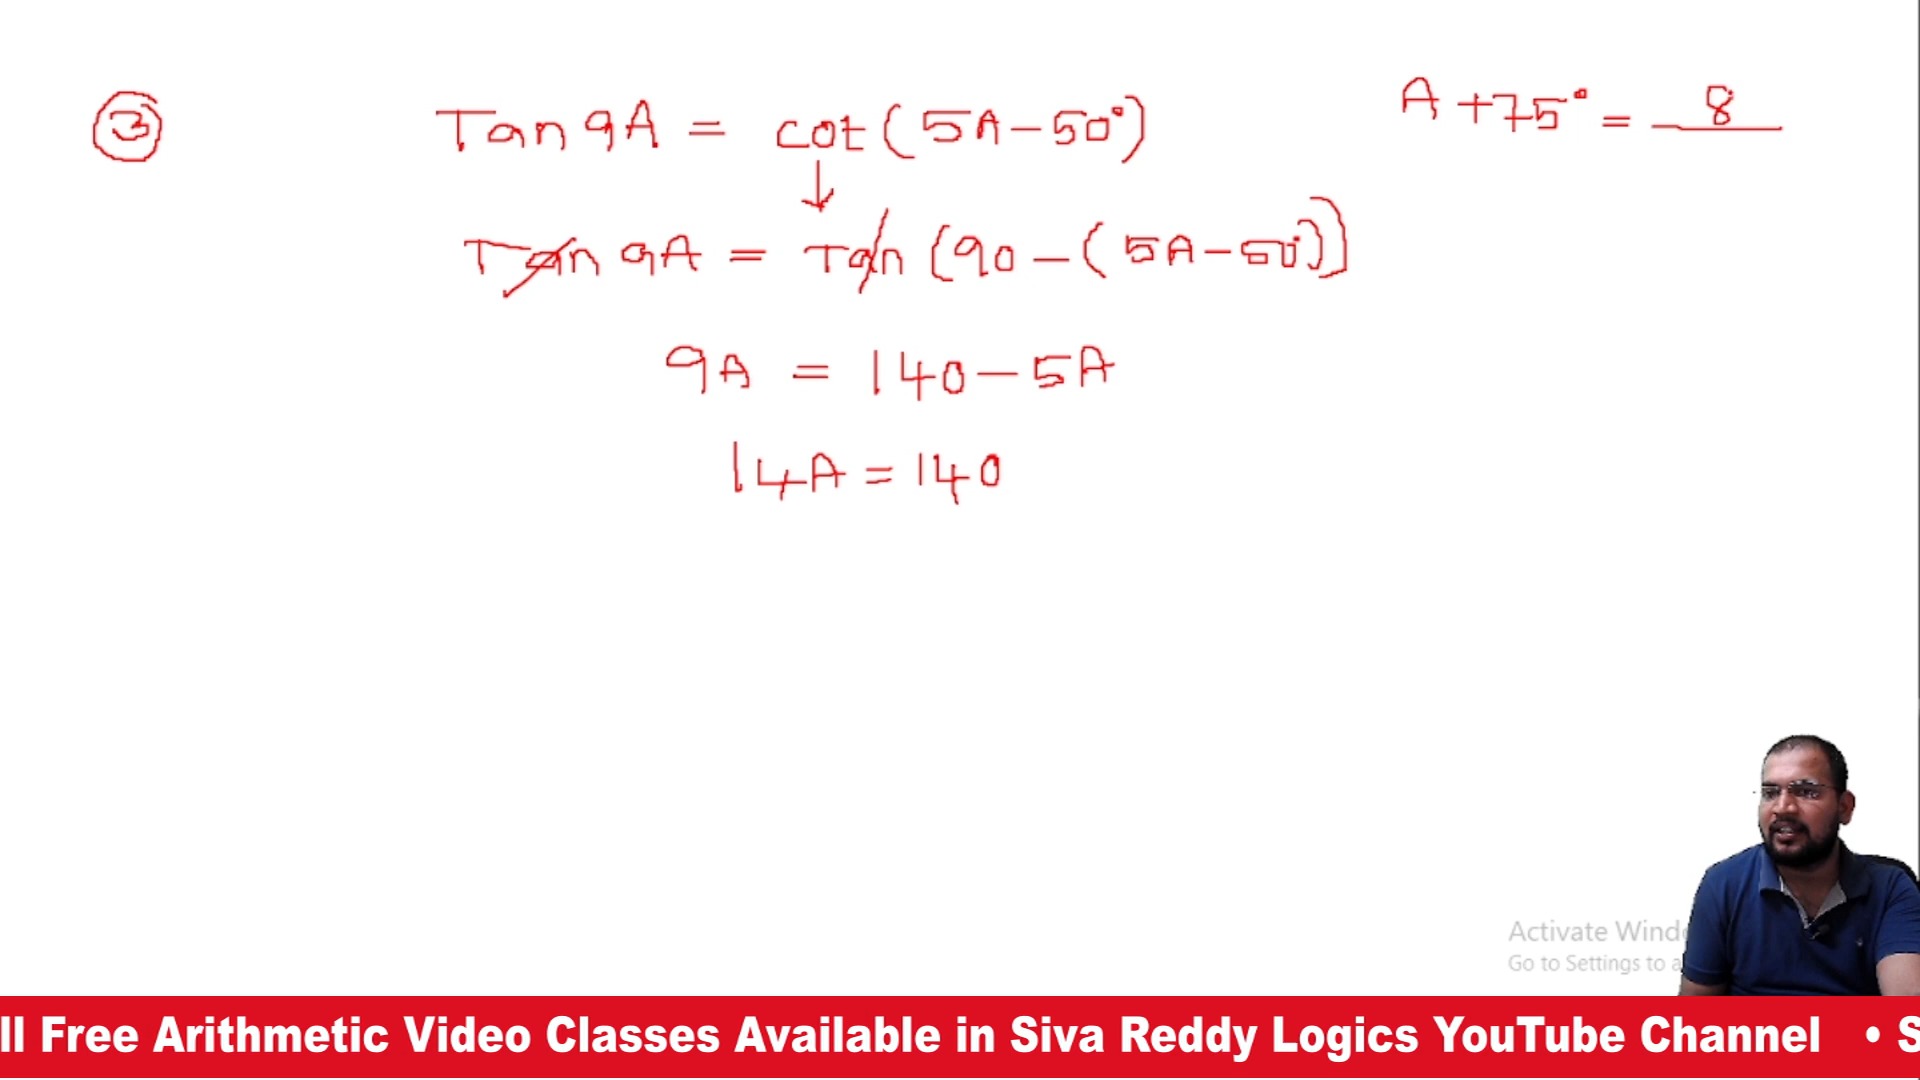 ③ Tan 9A = cot (5A - 50°) A + 75° = 8
↓
Tan 9A = Tan (90 - (5A - 50°))
9A = 140 - 5A
14A = 140
Activate Wind
Go to Settings to a
ll Free Arithmetic Video Classes Available in Siva Reddy Logics YouTube Channel • S